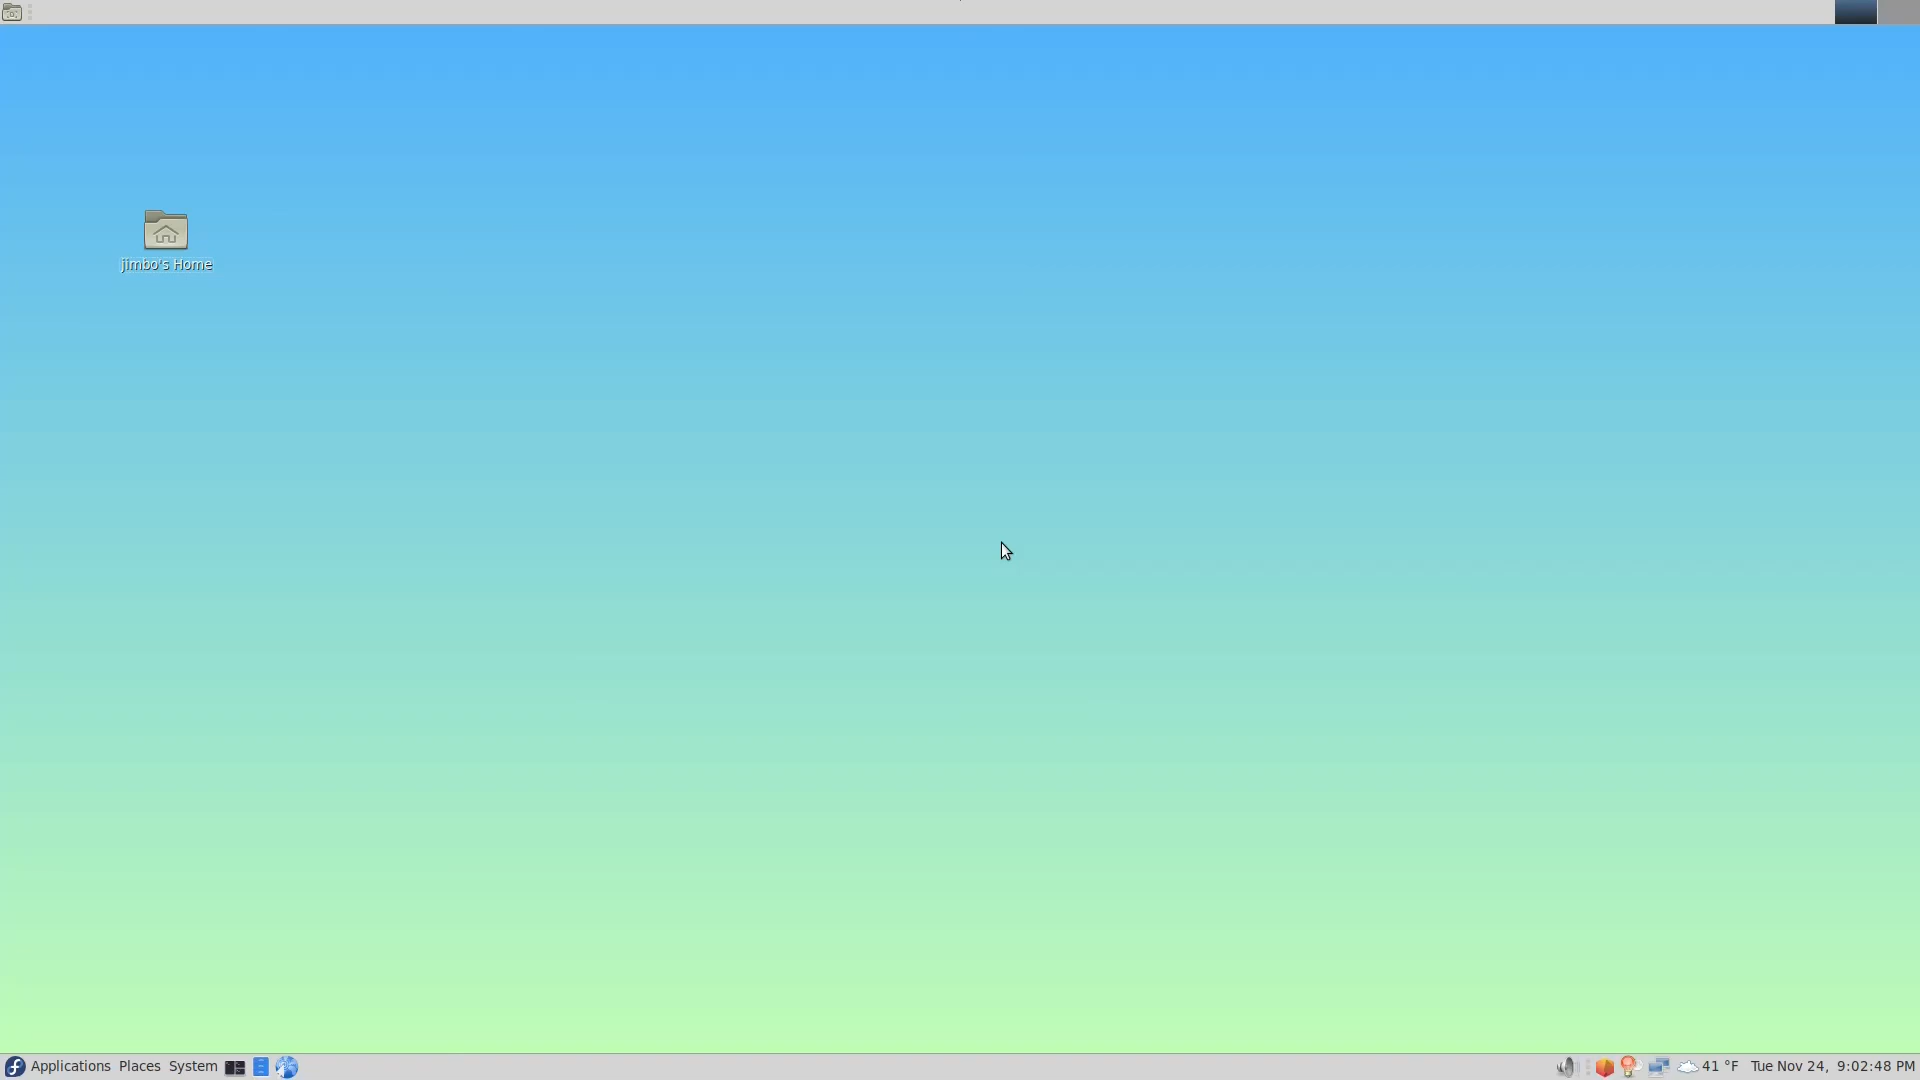 jimbo's Home
Applications Places System 41 °F Tue Nov 24, 9:02:48 PM